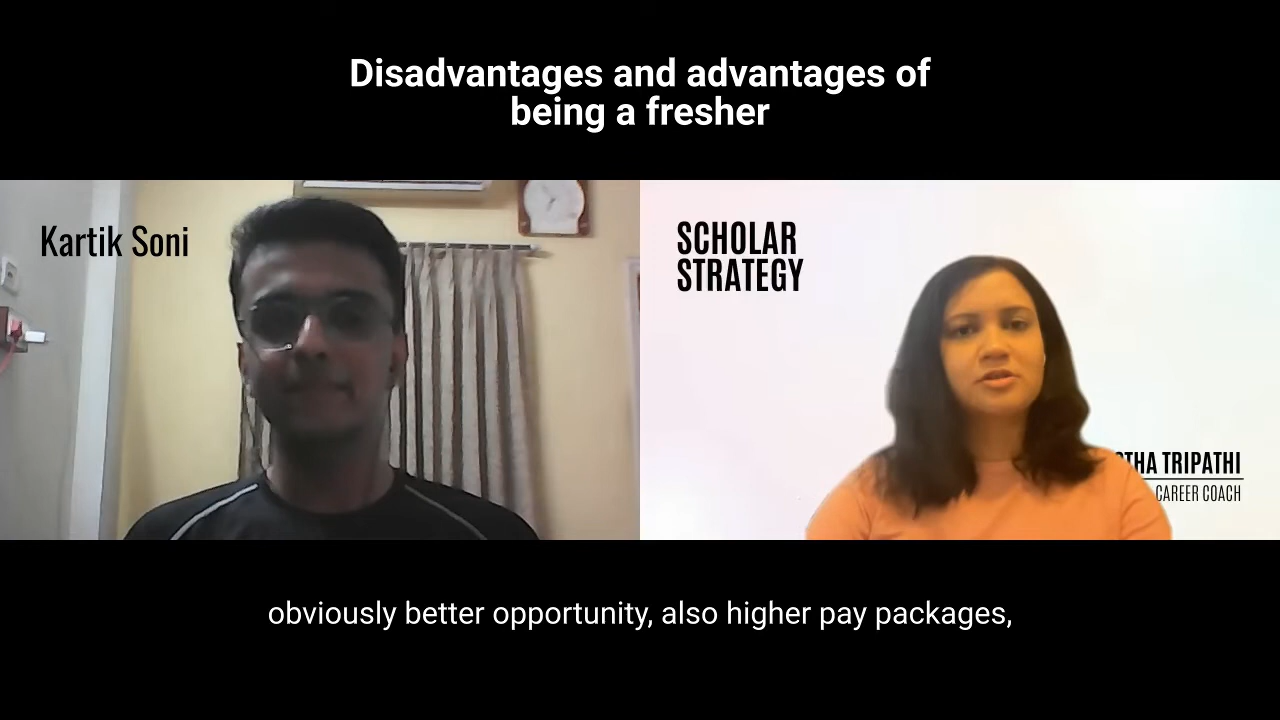 Disadvantages and advantages of
being a fresher
Kartik Soni
SCHOLAR
STRATEGY
TRIPATHI
CAREER COACH
obviously better opportunity, also higher pay packages,